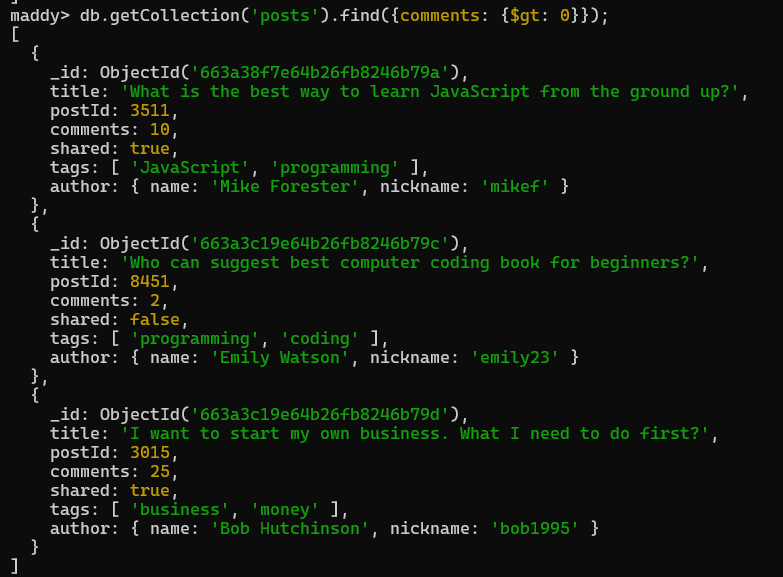 ]
maddy> db.getCollection('posts').find({comments: {$gt: 0}});
[
  {
    _id: ObjectId('663a38f7e64b26fb8246b79a'),
    title: 'What is the best way to learn JavaScript from the ground up?',
    postId: 3511,
    comments: 10,
    shared: true,
    tags: [ 'JavaScript', 'programming' ],
    author: { name: 'Mike Forester', nickname: 'mikef' }
  },
  {
    _id: ObjectId('663a3c19e64b26fb8246b79c'),
    title: 'Who can suggest best computer coding book for beginners?',
    postId: 8451,
    comments: 2,
    shared: false,
    tags: [ 'programming', 'coding' ],
    author: { name: 'Emily Watson', nickname: 'emily23' }
  },
  {
    _id: ObjectId('663a3c19e64b26fb8246b79d'),
    title: 'I want to start my own business. What I need to do first?',
    postId: 3015,
    comments: 25,
    shared: true,
    tags: [ 'business', 'money' ],
    author: { name: 'Bob Hutchinson', nickname: 'bob1995' }
  }
]